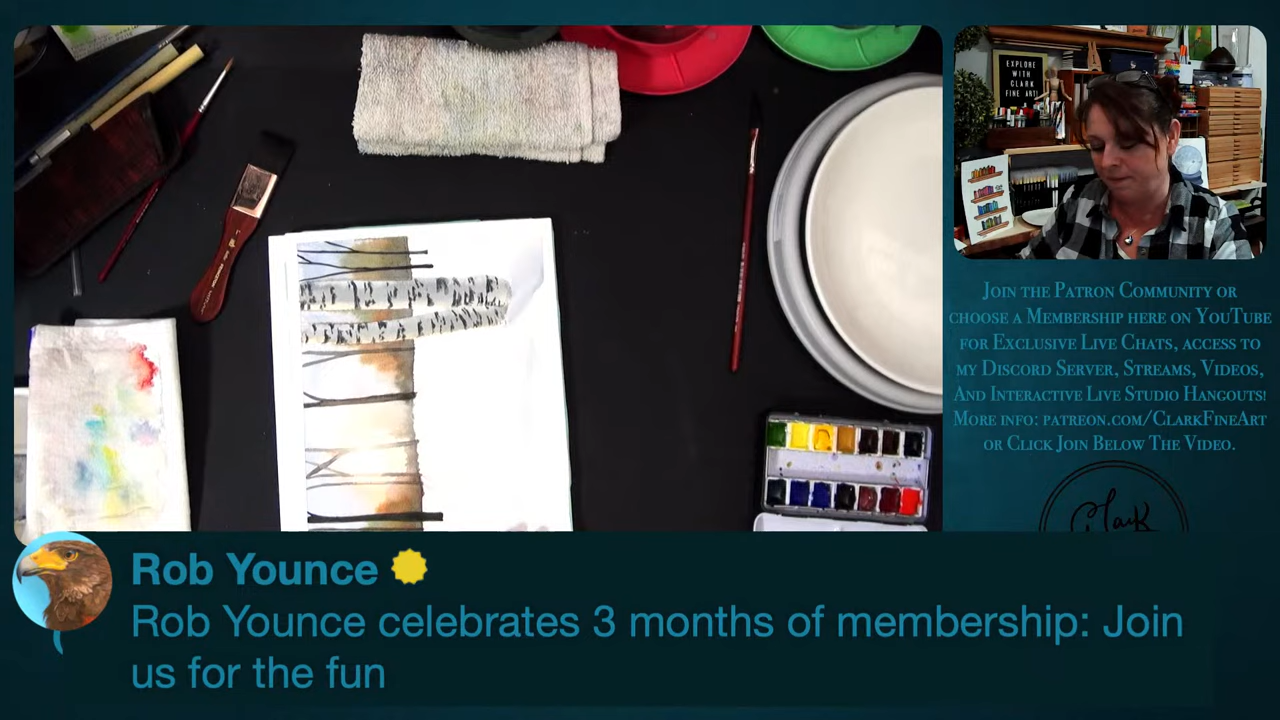 EXPLORE
WITH
CLARK
FINE ART!
JOIN THE PATRON COMMUNITY OR
CHOOSE A MEMBERSHIP HERE ON YOUTUBE
FOR EXCLUSIVE LIVE CHATS, ACCESS TO
MY DISCORD SERVER, STREAMS, VIDEOS,
AND INTERACTIVE LIVE STUDIO HANGOUTS!
MORE INFO: PATREON.COM/CLARKFINEART
OR CLICK JOIN BELOW THE VIDEO.
Clark
Rob Younce
Rob Younce celebrates 3 months of membership: Join
us for the fun